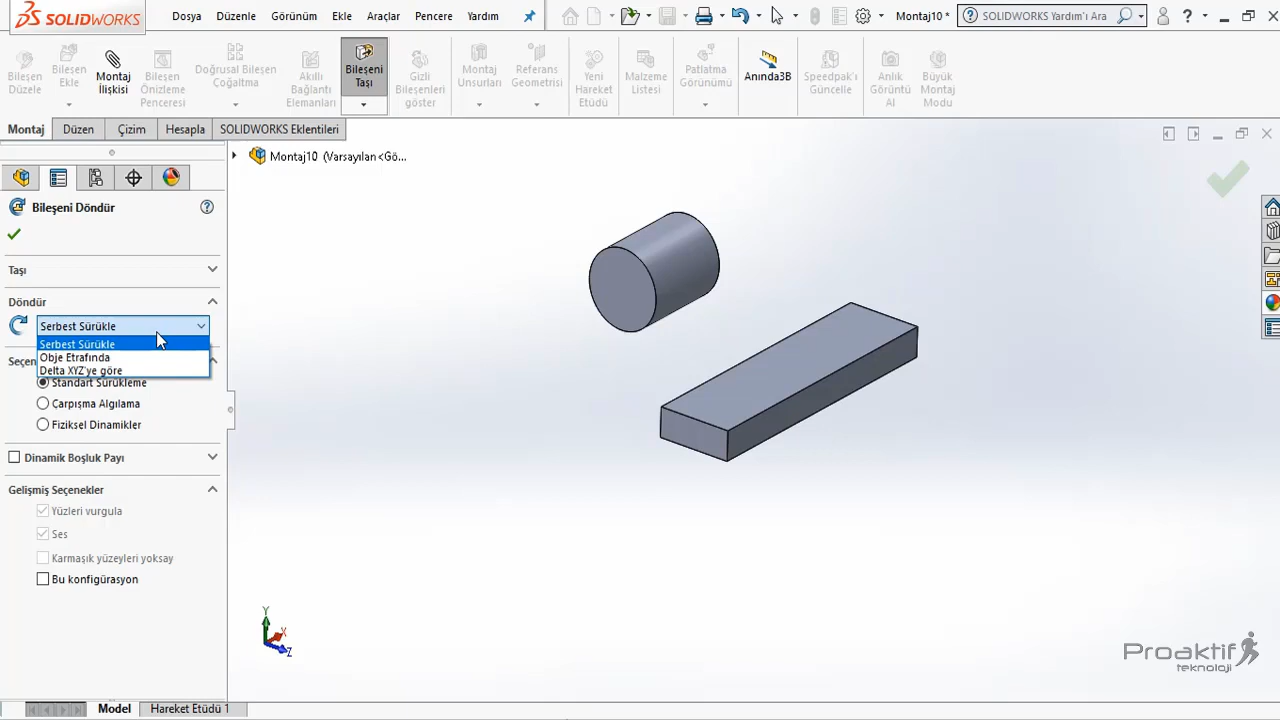 SOLIDWORKS
Dosya Düzenle Görünüm Ekle Araçlar Pencere Yardım
Montaj10 *
SOLIDWORKS Yardım'ı Ara
?
Bileşen Düzele
Bileşen Ekle
Montaj İlişkisi
Bileşen Önizleme Penceresi
Doğrusal Bileşen Çoğaltma
Akıllı Bağlantı Elemanları
Bileşeni Taşı
Gizli Bileşenleri göster
Montaj Unsurları
Referans Geometrisi
Yeni Hareket Etüdü
Malzeme Listesi
Patlatma Görünümü
Anında3B
Speedpak'ı Güncelle
Anlık Görüntü Al
Büyük Montaj Modu
Montaj Düzen Çizim Hesapla SOLIDWORKS Eklentileri
Montaj10 (Varsayılan<Gö...
Bileşeni Döndür
?
Taşı
Döndür
Serbest Sürükle
Serbest Sürükle
Obje Etrafında
Delta XYZ'ye göre
Seçen
Standart Sürükleme
Çarpışma Algılama
Fiziksel Dinamikler
Dinamik Boşluk Payı
Gelişmiş Seçenekler
Yüzleri vurgula
Ses
Karmaşık yüzeyleri yoksay
Bu konfigürasyon
Y
X
Z
Proaktif
teknoloji
Model Hareket Etüdü 1